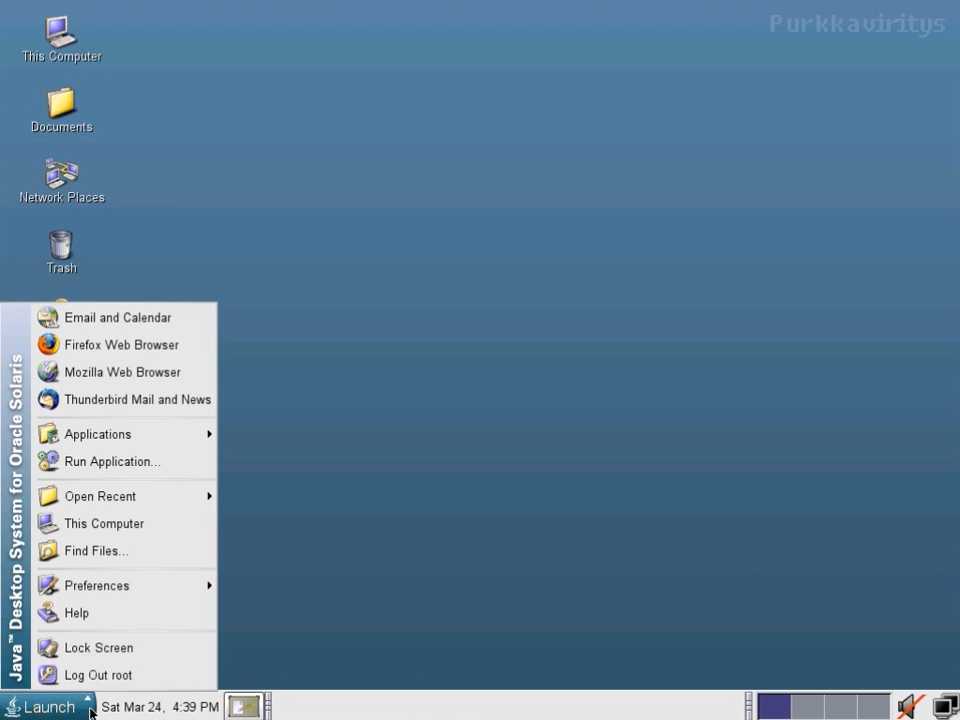 Purkkaviritys
This Computer
Documents
Network Places
Trash
Java™ Desktop System for Oracle Solaris
Email and Calendar
Firefox Web Browser
Mozilla Web Browser
Thunderbird Mail and News
Applications
Run Application...
Open Recent
This Computer
Find Files...
Preferences
Help
Lock Screen
Log Out root
Launch
Sat Mar 24, 4:39 PM